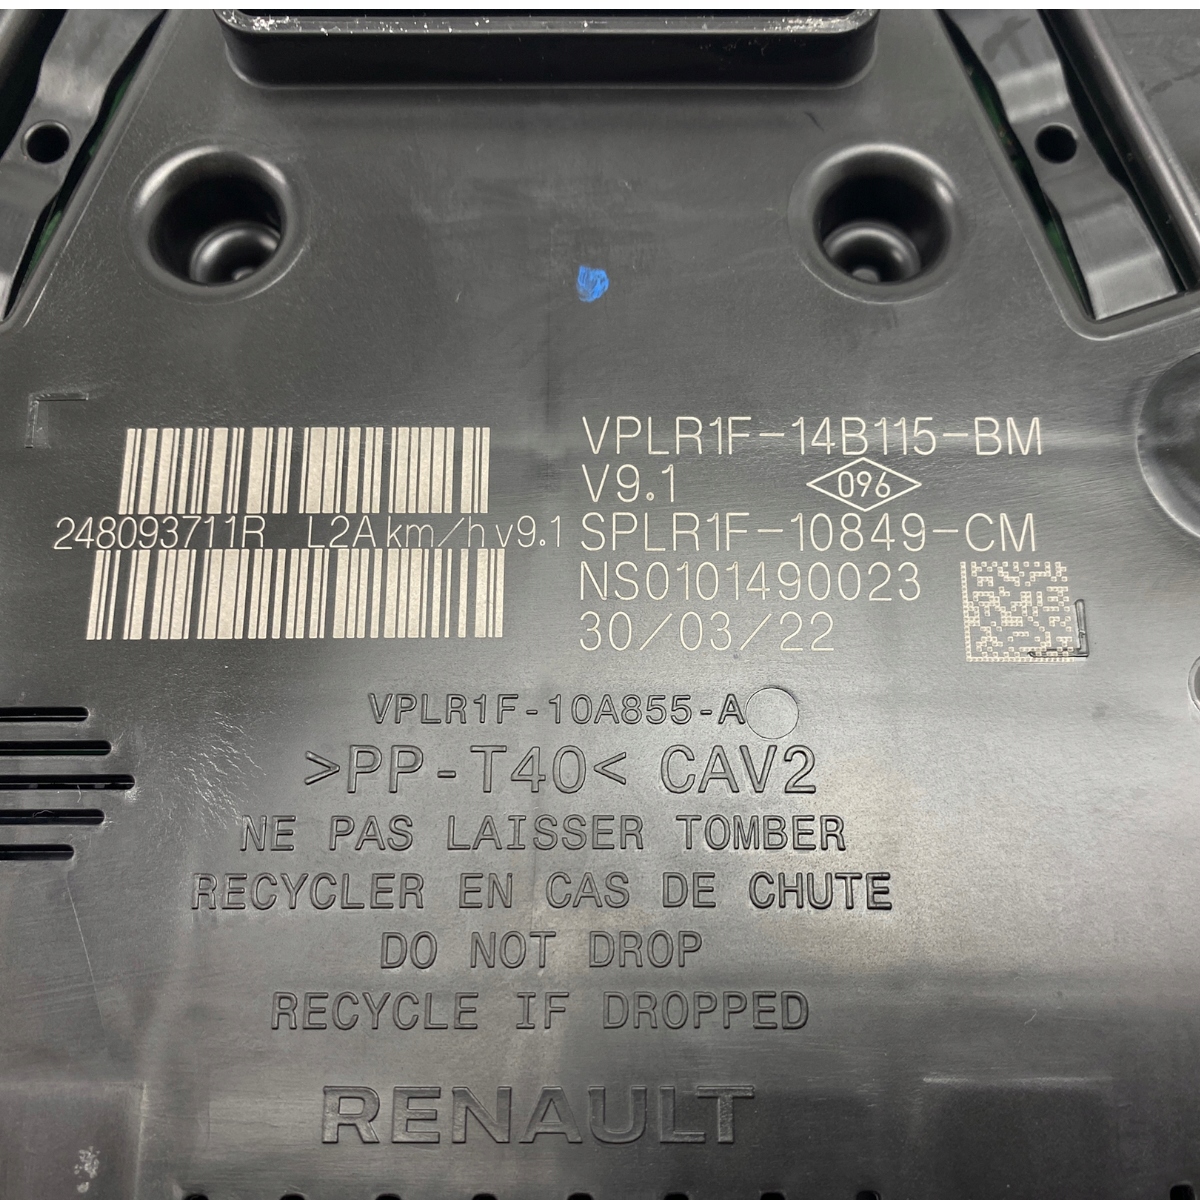 VPLR1F-14B115-BM
V9.1 096
248093711R L2A km/h v9.1 SPLR1F-10849-CM
NS0101490023
30/03/22
VPLR1F-10A855-A
>PP-T40< CAV2
NE PAS LAISSER TOMBER
RECYCLER EN CAS DE CHUTE
DO NOT DROP
RECYCLE IF DROPPED
RENAULT